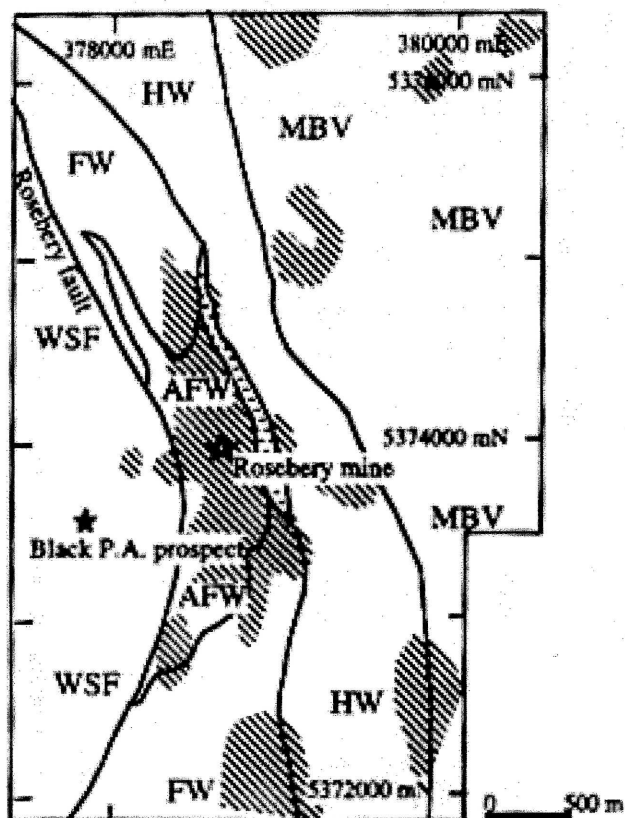 378000 mE
380000 mE
HW
MBV
FW
MBV
Rosebery fault
WSF
AFW
5374000 mN
Rosebery mine
MBV
Black P.A. prospect
AFW
WSF
HW
FW
5372000 mN
0 500 m